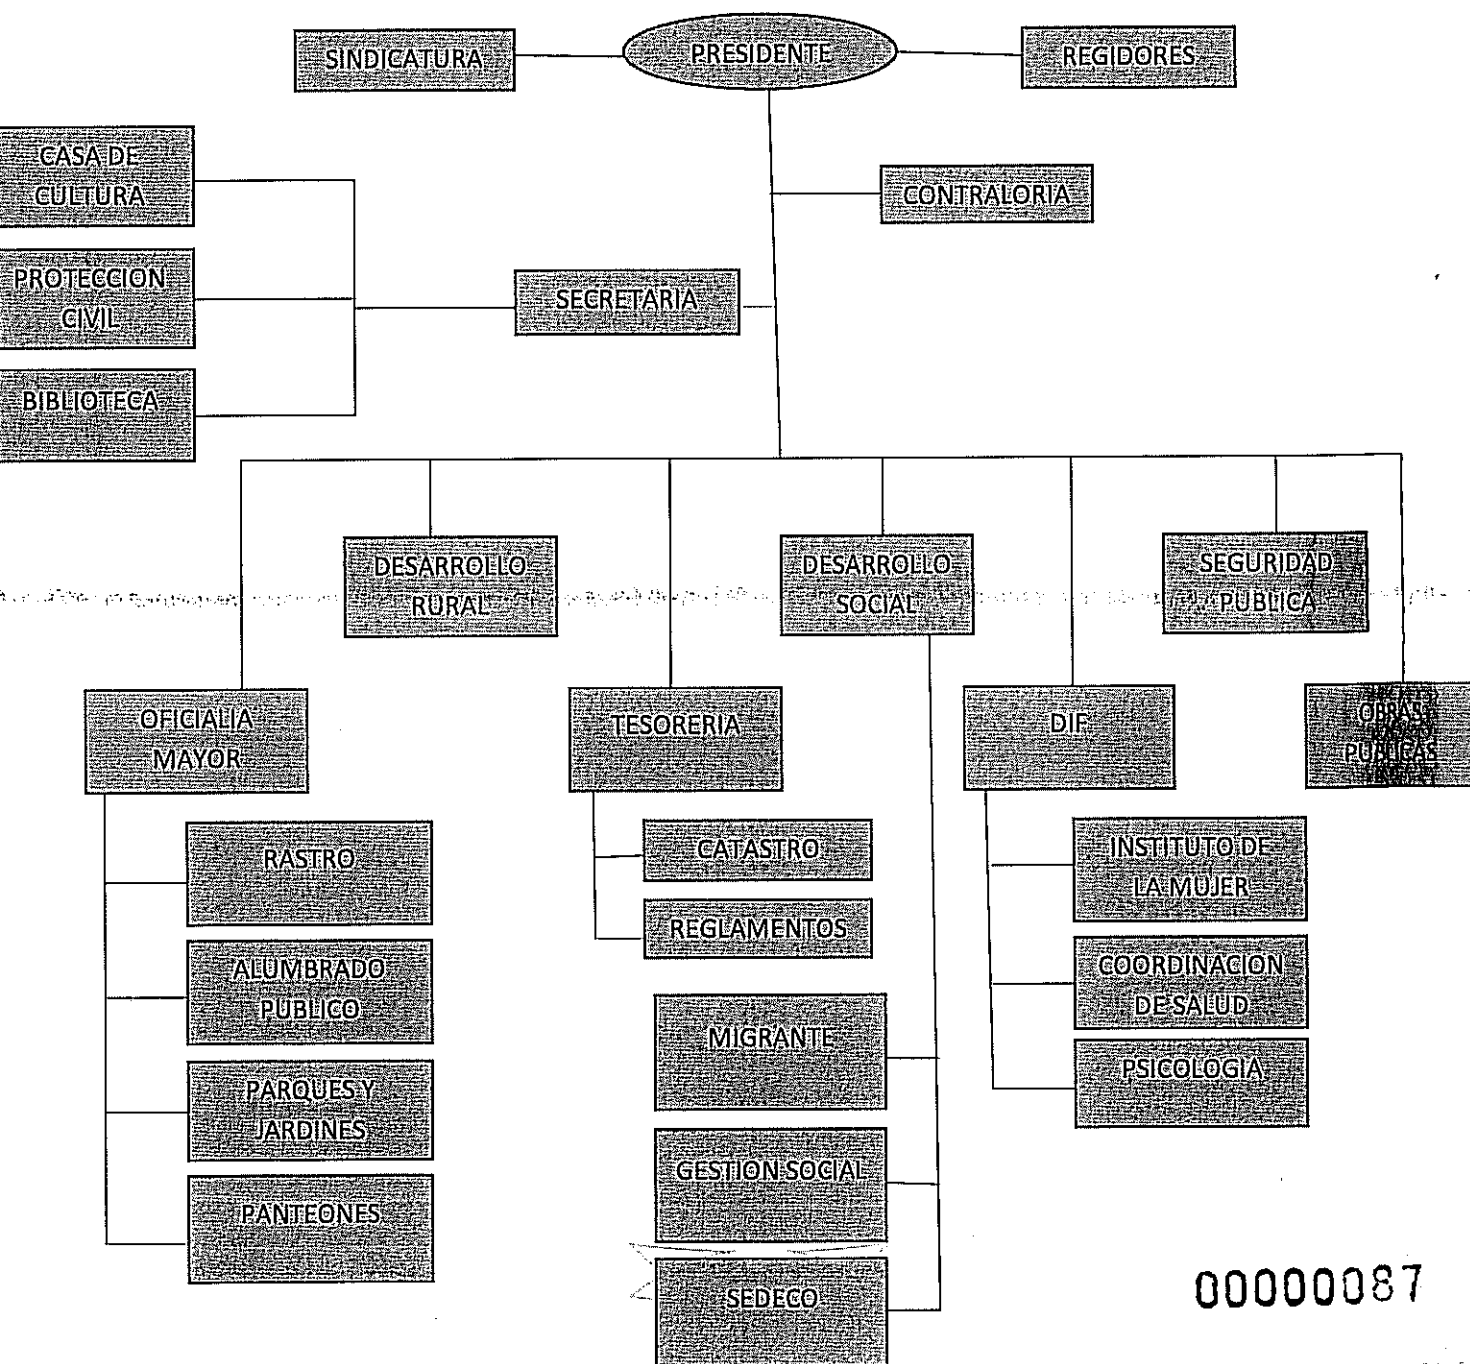 SINDICATURA
PRESIDENTE
REGIDORES
CASA DE
CULTURA
CONTRALORIA
PROTECCION
CIVIL
SECRETARIA
BIBLIOTECA
DESARROLLO
RURAL
DESARROLLO
SOCIAL
SEGURIDAD
PUBLICA
OFICIALIA
MAYOR
TESORERIA
DIF
OBRAS
PUBLICAS
RASTRO
CATASTRO
INSTITUTO DE
LA MUJER
REGLAMENTOS
ALUMBRADO
PUBLICO
COORDINACION
DE SALUD
MIGRANTE
PSICOLOGIA
PARQUES Y
JARDINES
GESTION SOCIAL
PANTEONES
SEDECO
00000087